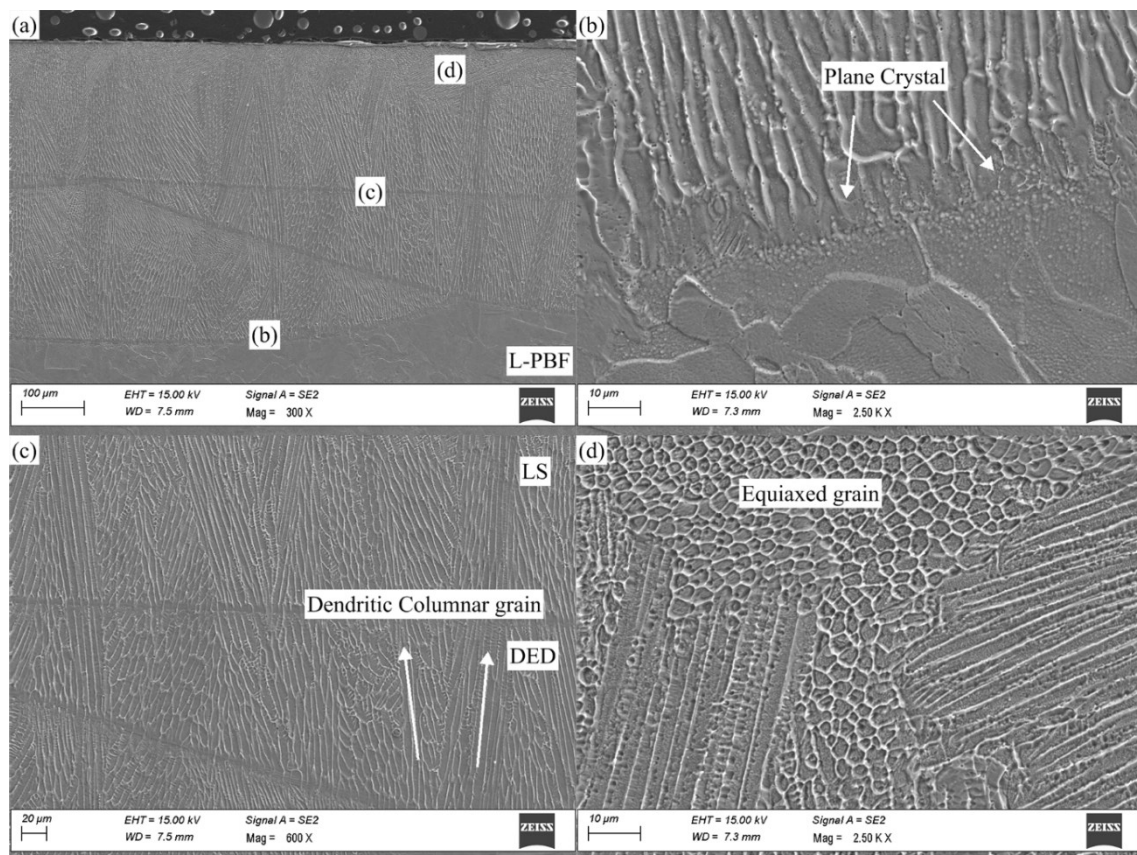 (a)
(d)
(c)
(b)
L-PBF
100 µm
EHT = 15.00 kV
Signal A = SE2
WD = 7.5 mm
Mag = 300 X
ZEISS
(b)
Plane Crystal
10 µm
EHT = 15.00 kV
Signal A = SE2
WD = 7.3 mm
Mag = 2.50 K X
ZEISS
(c)
LS
Dendritic Columnar grain
DED
20 µm
EHT = 15.00 kV
Signal A = SE2
WD = 7.5 mm
Mag = 600 X
ZEISS
(d)
Equiaxed grain
10 µm
EHT = 15.00 kV
Signal A = SE2
WD = 7.3 mm
Mag = 2.50 K X
ZEISS